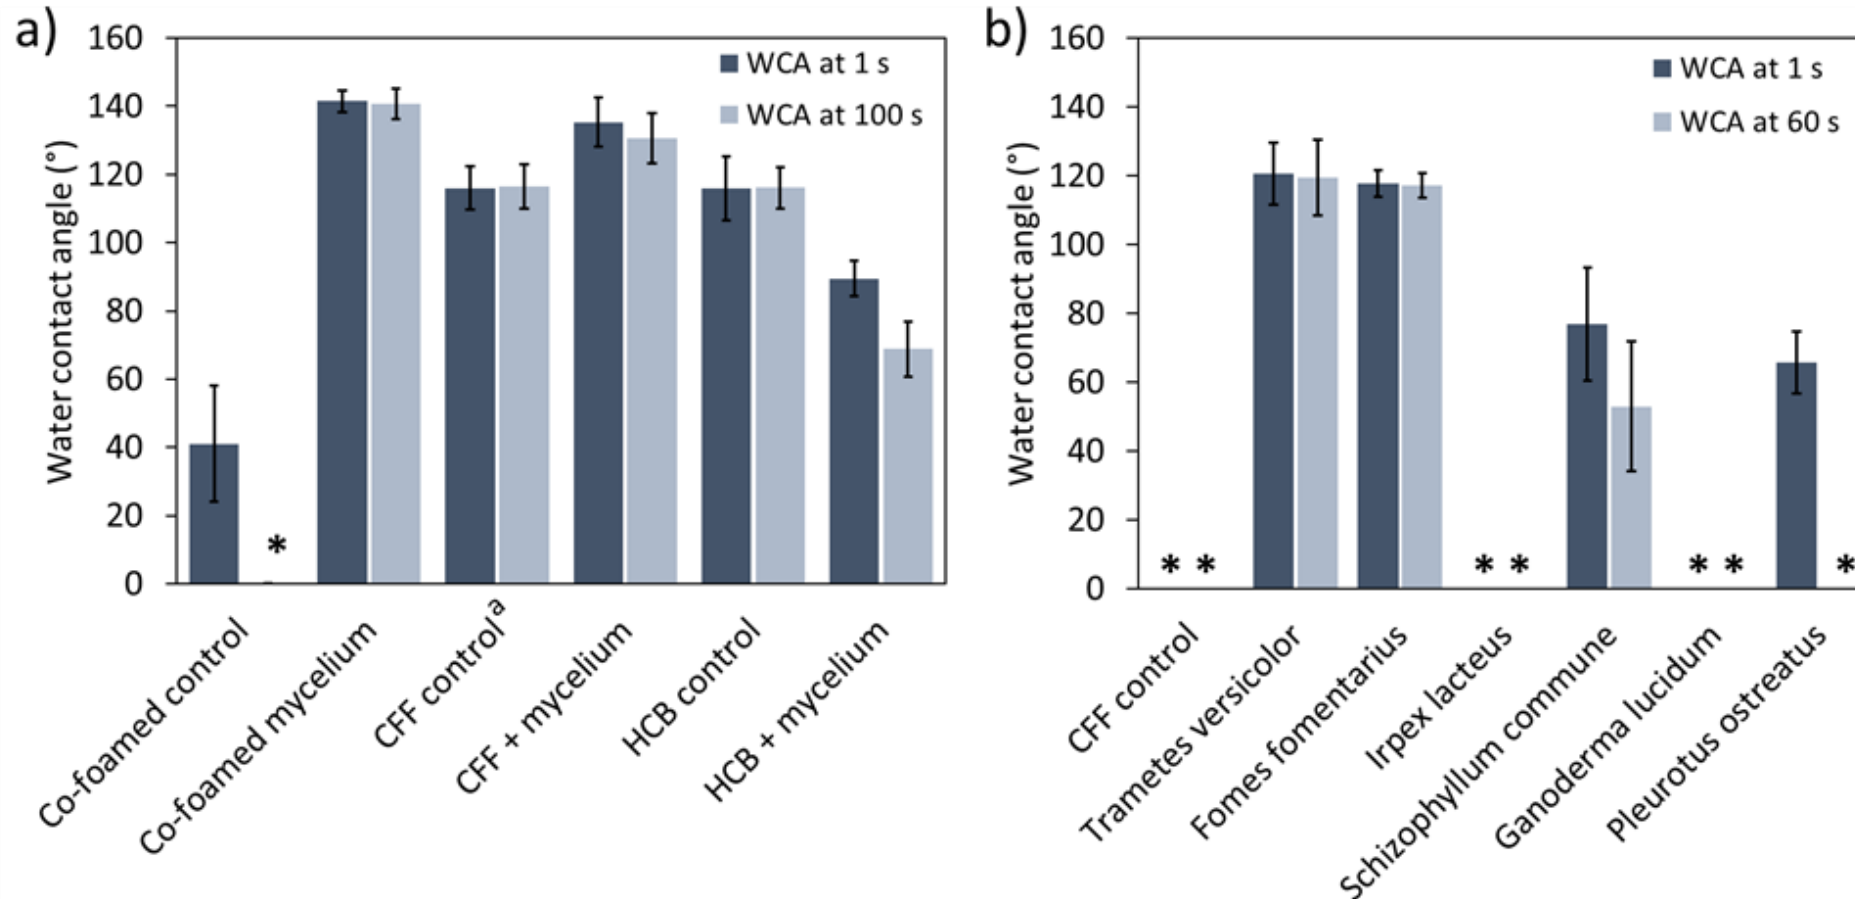 a)
Water contact angle (°)
160
140
120
100
80
60
40
20
0
WCA at 1 s
WCA at 100 s
*
Co-foamed control
Co-foamed mycelium
CFF control a
CFF + mycelium
HCB control
HCB + mycelium
b)
Water contact angle (°)
160
140
120
100
80
60
40
20
0
WCA at 1 s
WCA at 60 s
* * * * * * *
CFF control
Trametes versicolor
Fomes fomentarius
Irpex lacteus
Schizophyllum commune
Ganoderma lucidum
Pleurotus ostreatus